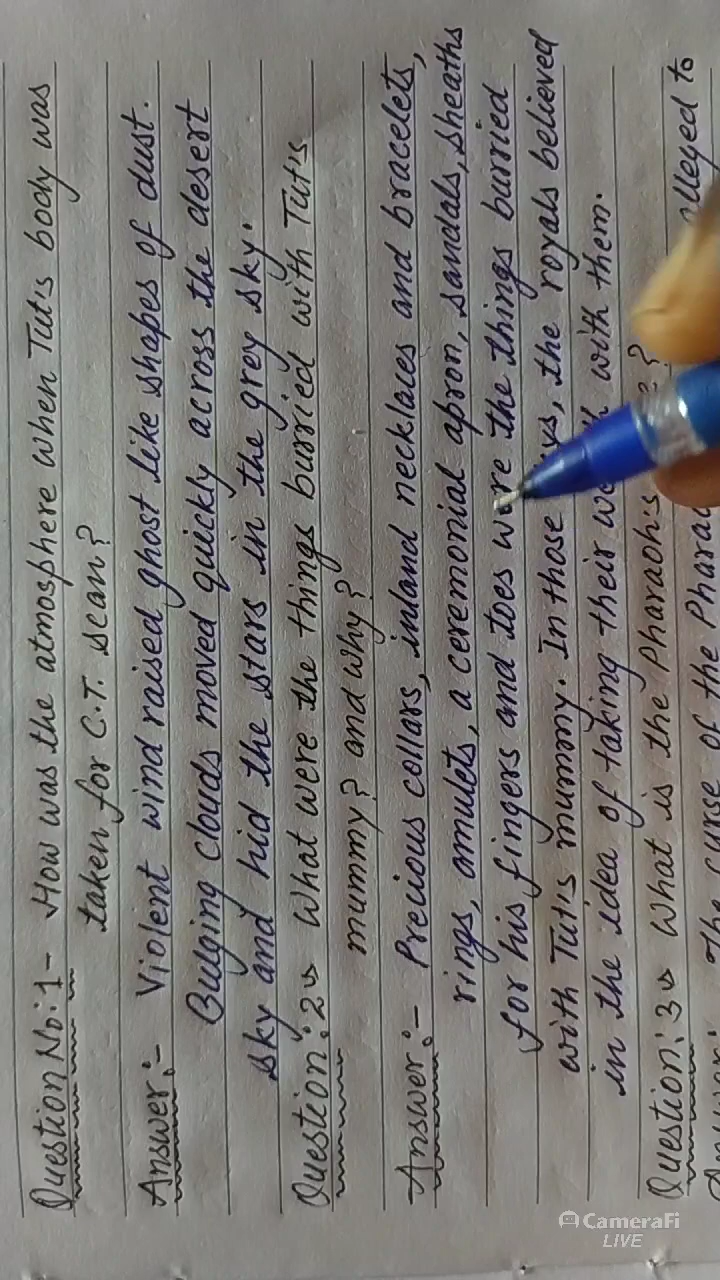 Question No:1- How was the atmosphere when Tut's body was
taken for C.T. scan?
Answer:- Violent wind raised ghost like shapes of dust.
Bulging clouds moved quickly across the desert
sky and hid the stars in the grey sky.
Question:2 What were the things burried with Tut's
mummy? and why?
Answer:- Precious collars, inland necklaces and bracelets,
rings, amulets, a ceremonial apron, sandals, sheaths
for his fingers and toes were the things burried
with Tut's mummy. In those the royals believed
in the idea of taking their with them.
Question:3 What is the Pharaoh's ?
The curse of the
CameraFi
LIVE